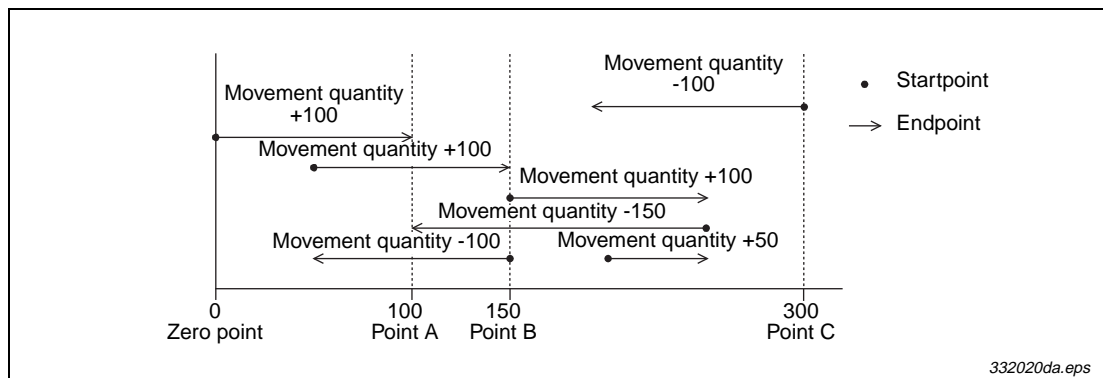 Movement quantity
+100
Movement quantity
-100
Startpoint
Endpoint
Movement quantity +100
Movement quantity +100
Movement quantity -150
Movement quantity -100
Movement quantity +50
0
100
150
300
Zero point
Point A
Point B
Point C
332020da.eps